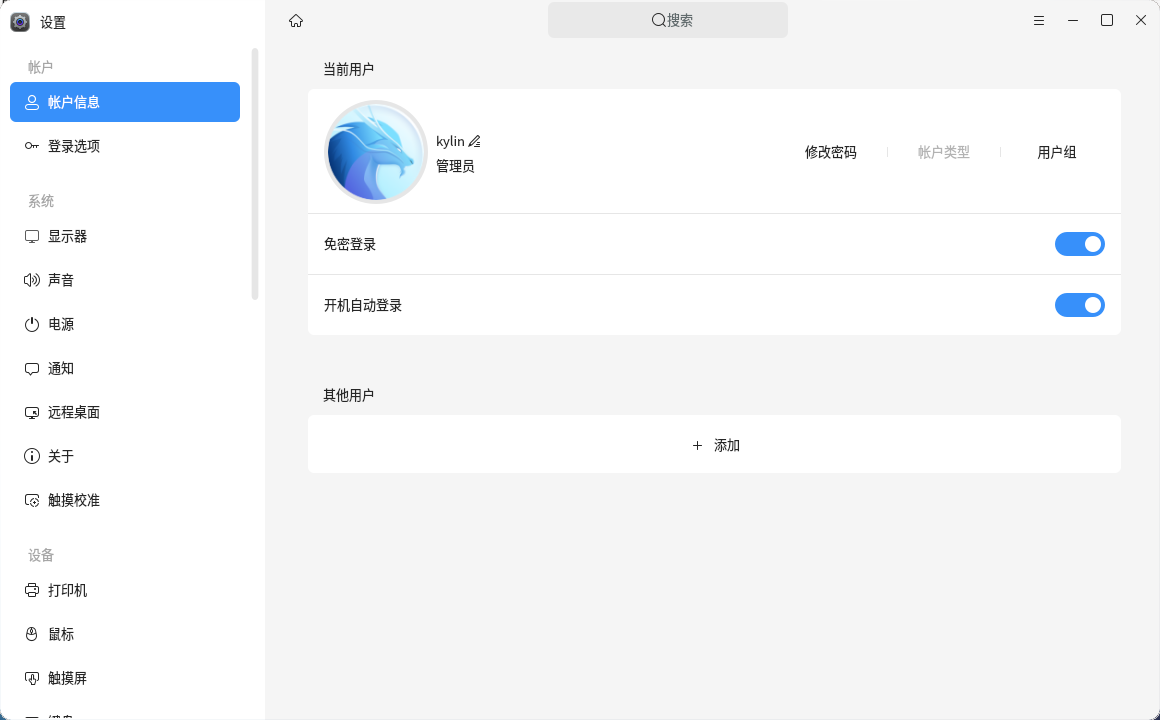 设置
搜索
帐户
帐户信息
登录选项
系统
显示器
声音
电源
通知
远程桌面
关于
触摸校准
设备
打印机
鼠标
触摸屏
当前用户
kylin
管理员
修改密码
帐户类型
用户组
免密登录
开机自动登录
其他用户
添加